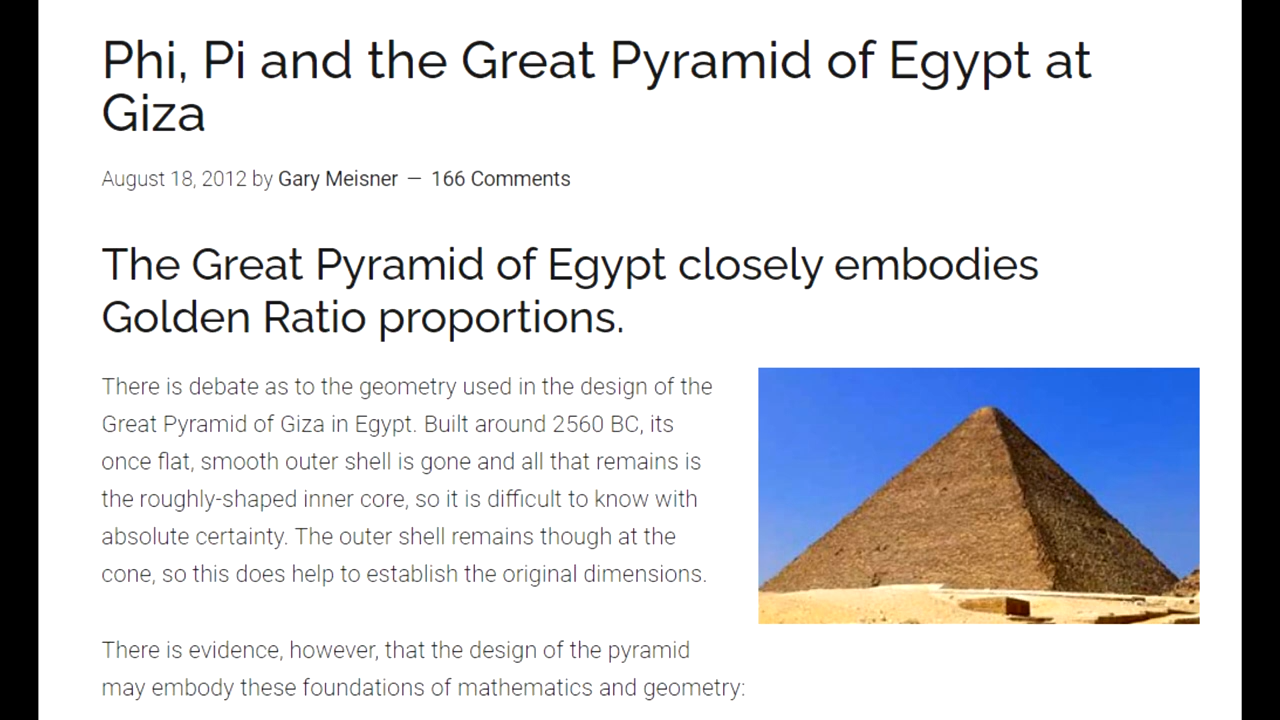 Phi, Pi and the Great Pyramid of Egypt at
Giza
August 18, 2012 by Gary Meisner — 166 Comments
The Great Pyramid of Egypt closely embodies
Golden Ratio proportions.
There is debate as to the geometry used in the design of the
Great Pyramid of Giza in Egypt. Built around 2560 BC, its
once flat, smooth outer shell is gone and all that remains is
the roughly-shaped inner core, so it is difficult to know with
absolute certainty. The outer shell remains though at the
cone, so this does help to establish the original dimensions.
There is evidence, however, that the design of the pyramid
may embody these foundations of mathematics and geometry: